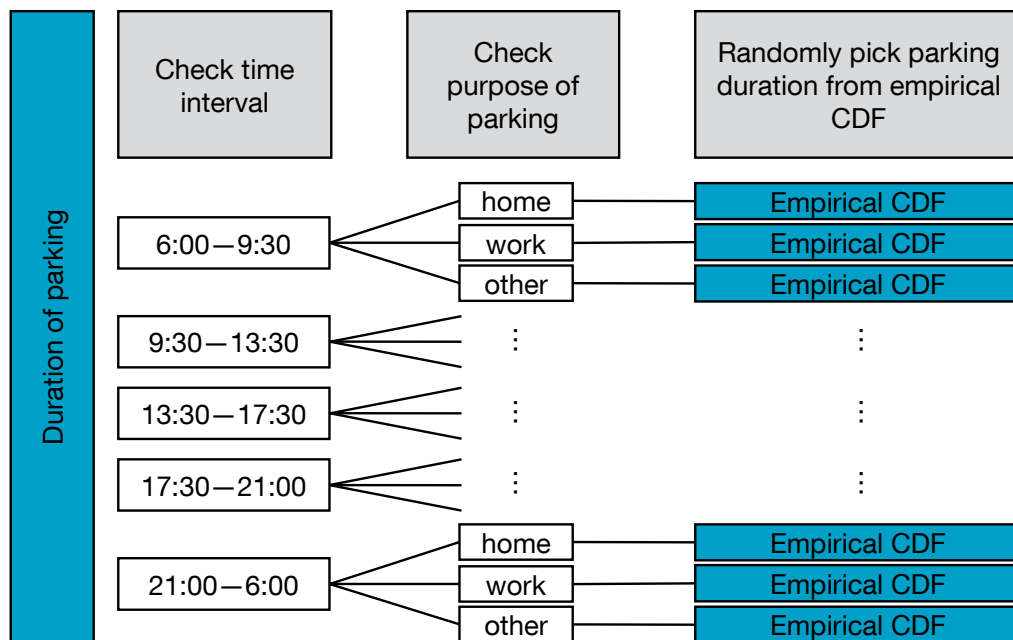 Duration of parking
Check time
interval
Check
purpose of
parking
Randomly pick parking
duration from empirical
CDF
6:00—9:30
home
Empirical CDF
work
Empirical CDF
other
Empirical CDF
9:30—13:30
⋮
⋮
13:30—17:30
⋮
⋮
17:30—21:00
⋮
⋮
21:00—6:00
home
Empirical CDF
work
Empirical CDF
other
Empirical CDF